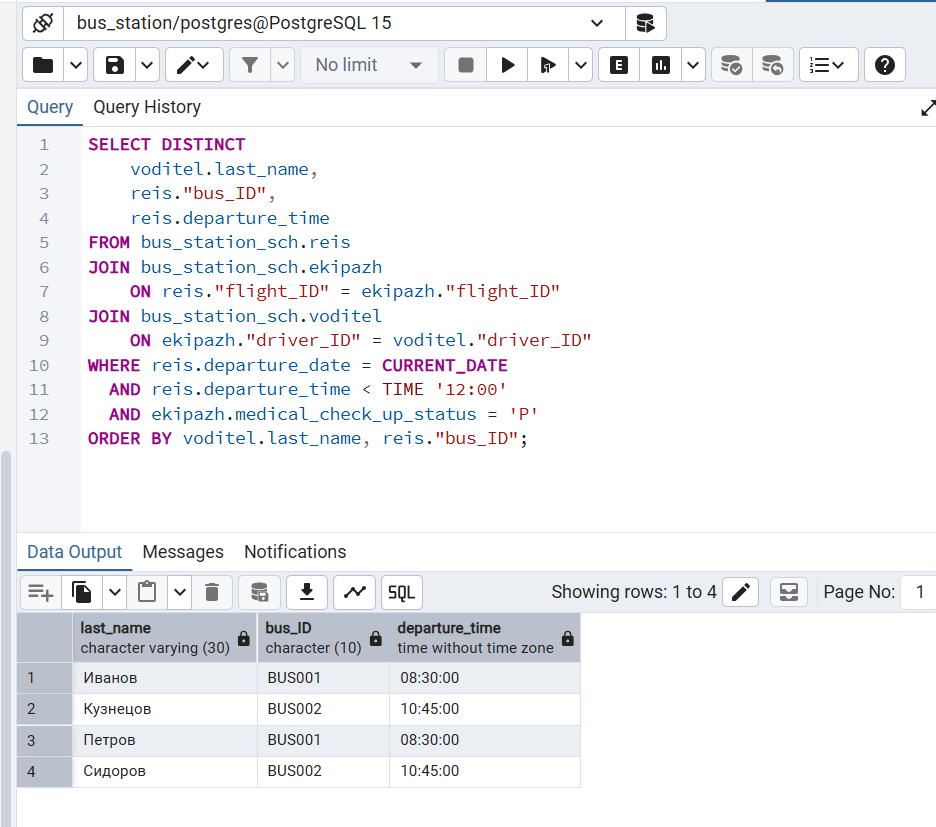 bus_station/postgres@PostgreSQL 15
No limit
E
Query Query History
1 SELECT DISTINCT
2 voditel.last_name,
3 reis."bus_ID",
4 reis.departure_time
5 FROM bus_station_sch.reis
6 JOIN bus_station_sch.ekipazh
7 ON reis."flight_ID" = ekipazh."flight_ID"
8 JOIN bus_station_sch.voditel
9 ON ekipazh."driver_ID" = voditel."driver_ID"
10 WHERE reis.departure_date = CURRENT_DATE
11 AND reis.departure_time < TIME '12:00'
12 AND ekipazh.medical_check_up_status = 'P'
13 ORDER BY voditel.last_name, reis."bus_ID";
Data Output Messages Notifications
SQL Showing rows: 1 to 4 Page No: 1
last_name bus_ID departure_time
character varying (30) character (10) time without time zone
1 Иванов BUS001 08:30:00
2 Кузнецов BUS002 10:45:00
3 Петров BUS001 08:30:00
4 Сидоров BUS002 10:45:00